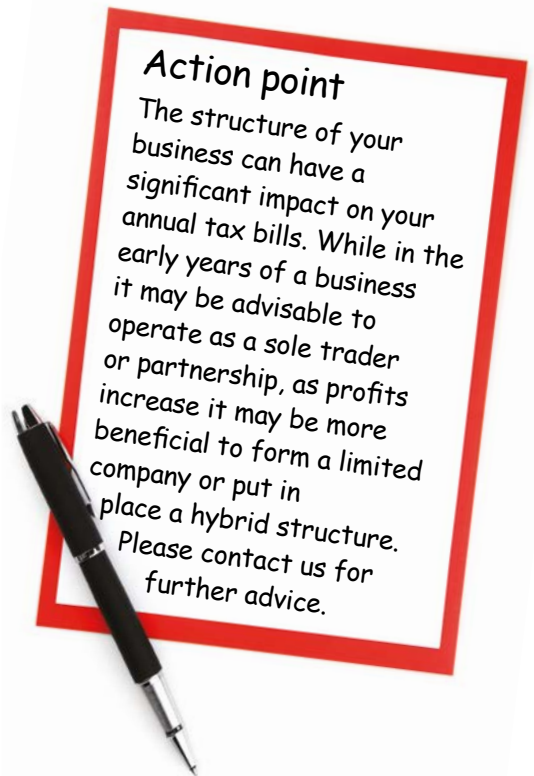 Action point
The structure of your
business can have a
significant impact on your
annual tax bills. While in the
early years of a business
it may be advisable to
operate as a sole trader
or partnership, as profits
increase it may be more
beneficial to form a limited
company or put in
place a hybrid structure.
Please contact us for
further advice.